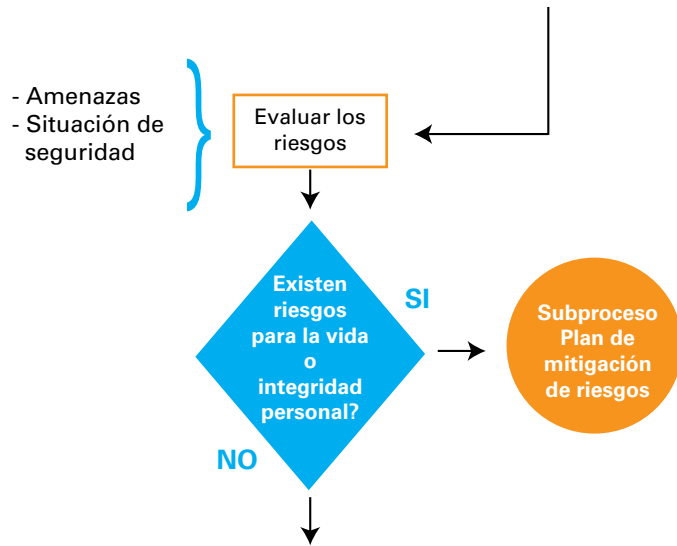 - Amenazas
- Situación de
seguridad
Evaluar los
riesgos
Existen
riesgos
para la vida
o
integridad
personal?
SI
Subproceso
Plan de
mitigación
de riesgos
NO